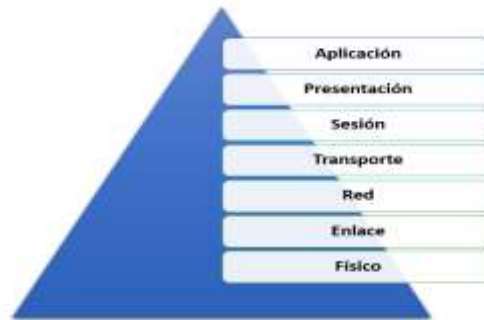 Aplicación
Presentación
Sesión
Transporte
Red
Enlace
Físico